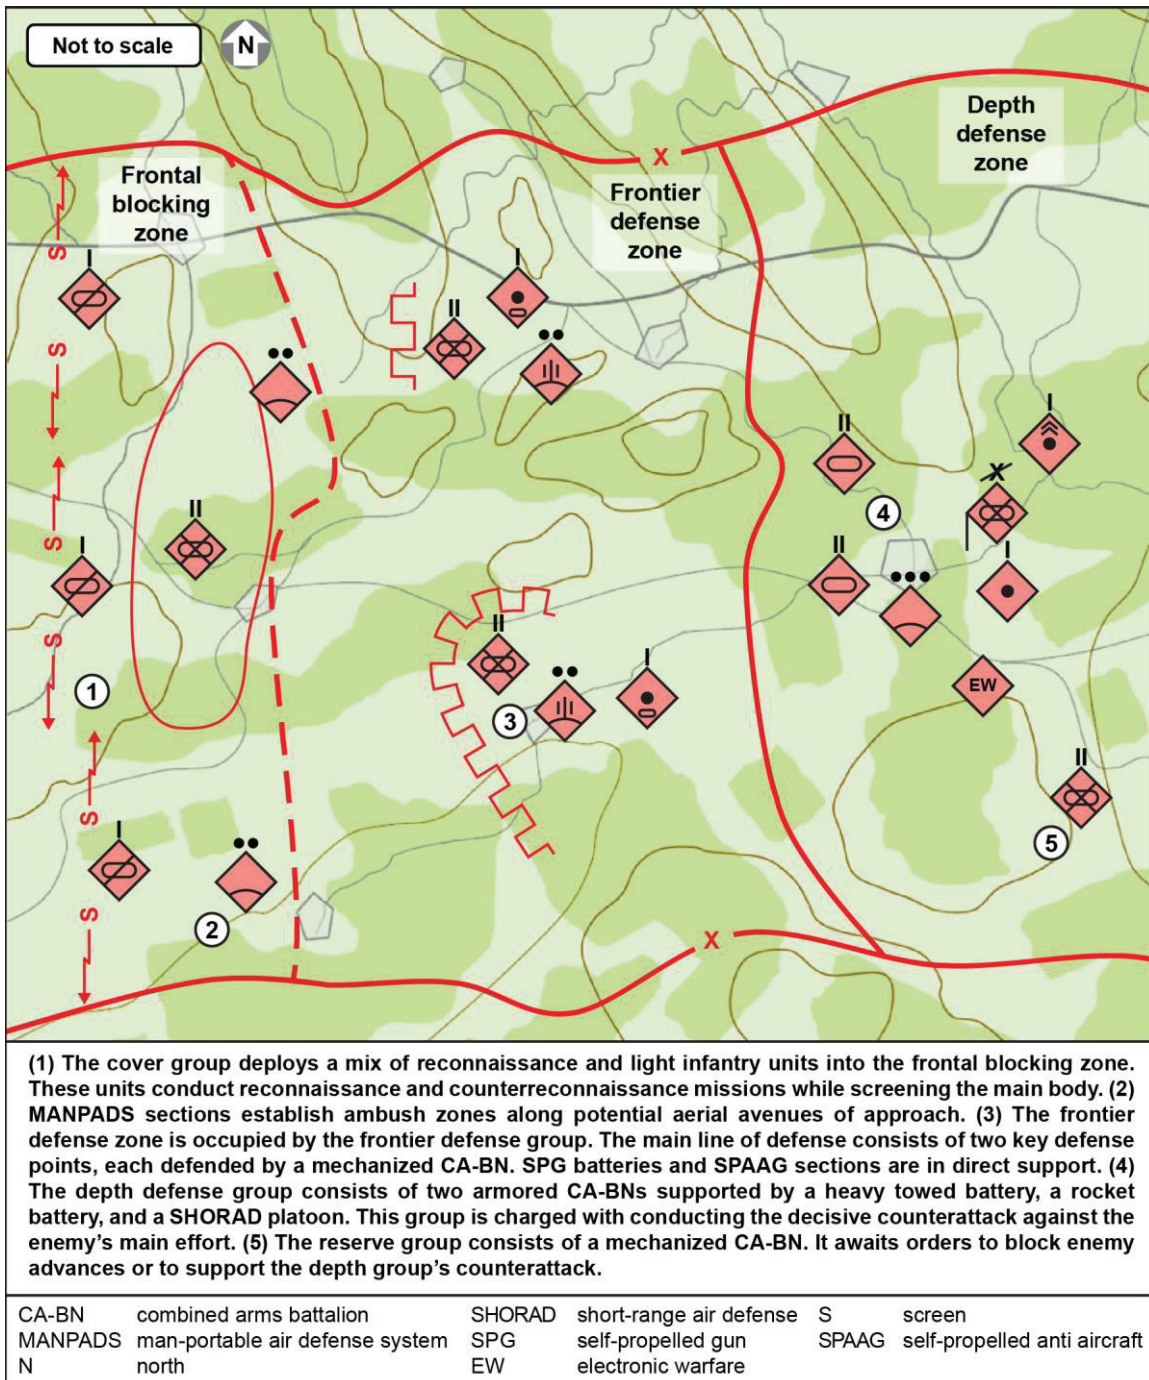 Not to scale
N
Frontal
blocking
zone
Frontier
defense
zone
Depth
defense
zone
X
S
I
I
II
S
II
I
X
S
II
I
II
I
S
II
I
EW
S
II
I
S
X
1
2
3
4
5
(1) The cover group deploys a mix of reconnaissance and light infantry units into the frontal blocking zone.
These units conduct reconnaissance and counterreconnaissance missions while screening the main body. (2)
MANPADS sections establish ambush zones along potential aerial avenues of approach. (3) The frontier
defense zone is occupied by the frontier defense group. The main line of defense consists of two key defense
points, each defended by a mechanized CA-BN. SPG batteries and SPAAG sections are in direct support. (4)
The depth defense group consists of two armored CA-BNs supported by a heavy towed battery, a rocket
battery, and a SHORAD platoon. This group is charged with conducting the decisive counterattack against the
enemy's main effort. (5) The reserve group consists of a mechanized CA-BN. It awaits orders to block enemy
advances or to support the depth group's counterattack.
CA-BN combined arms battalion SHORAD short-range air defense S screen
MANPADS man-portable air defense system SPG self-propelled gun SPAAG self-propelled anti aircraft
N north EW electronic warfare